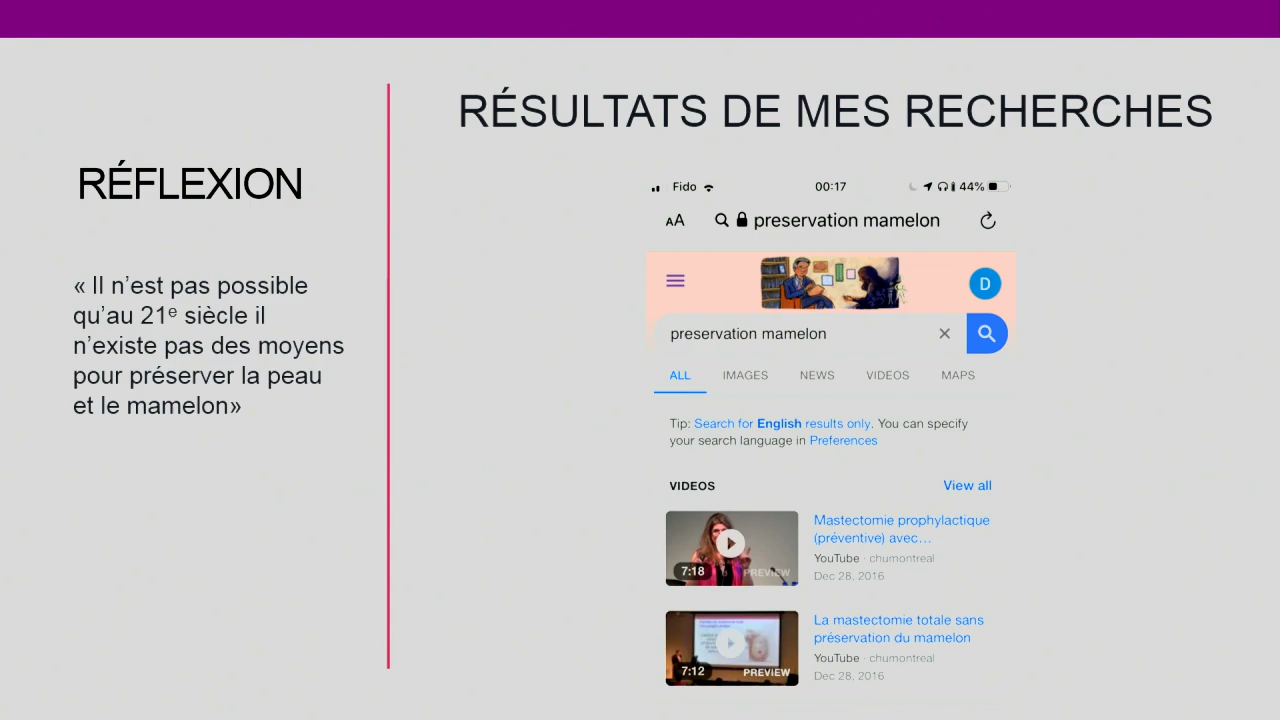 RÉFLEXION
« Il n’est pas possible
qu’au 21e siècle il
n’existe pas des moyens
pour préserver la peau
et le mamelon»
RÉSULTATS DE MES RECHERCHES
Fido 00:17 44%
AA preservation mamelon
D
preservation mamelon
ALL IMAGES NEWS VIDEOS MAPS
Tip: Search for English results only. You can specify
your search language in Preferences
VIDEOS View all
Mastectomie prophylactique
(préventive) avec...
YouTube · chumontreal
Dec 28, 2016
7:18 PREVIEW
La mastectomie totale sans
préservation du mamelon
YouTube · chumontreal
Dec 28, 2016
7:12 PREVIEW